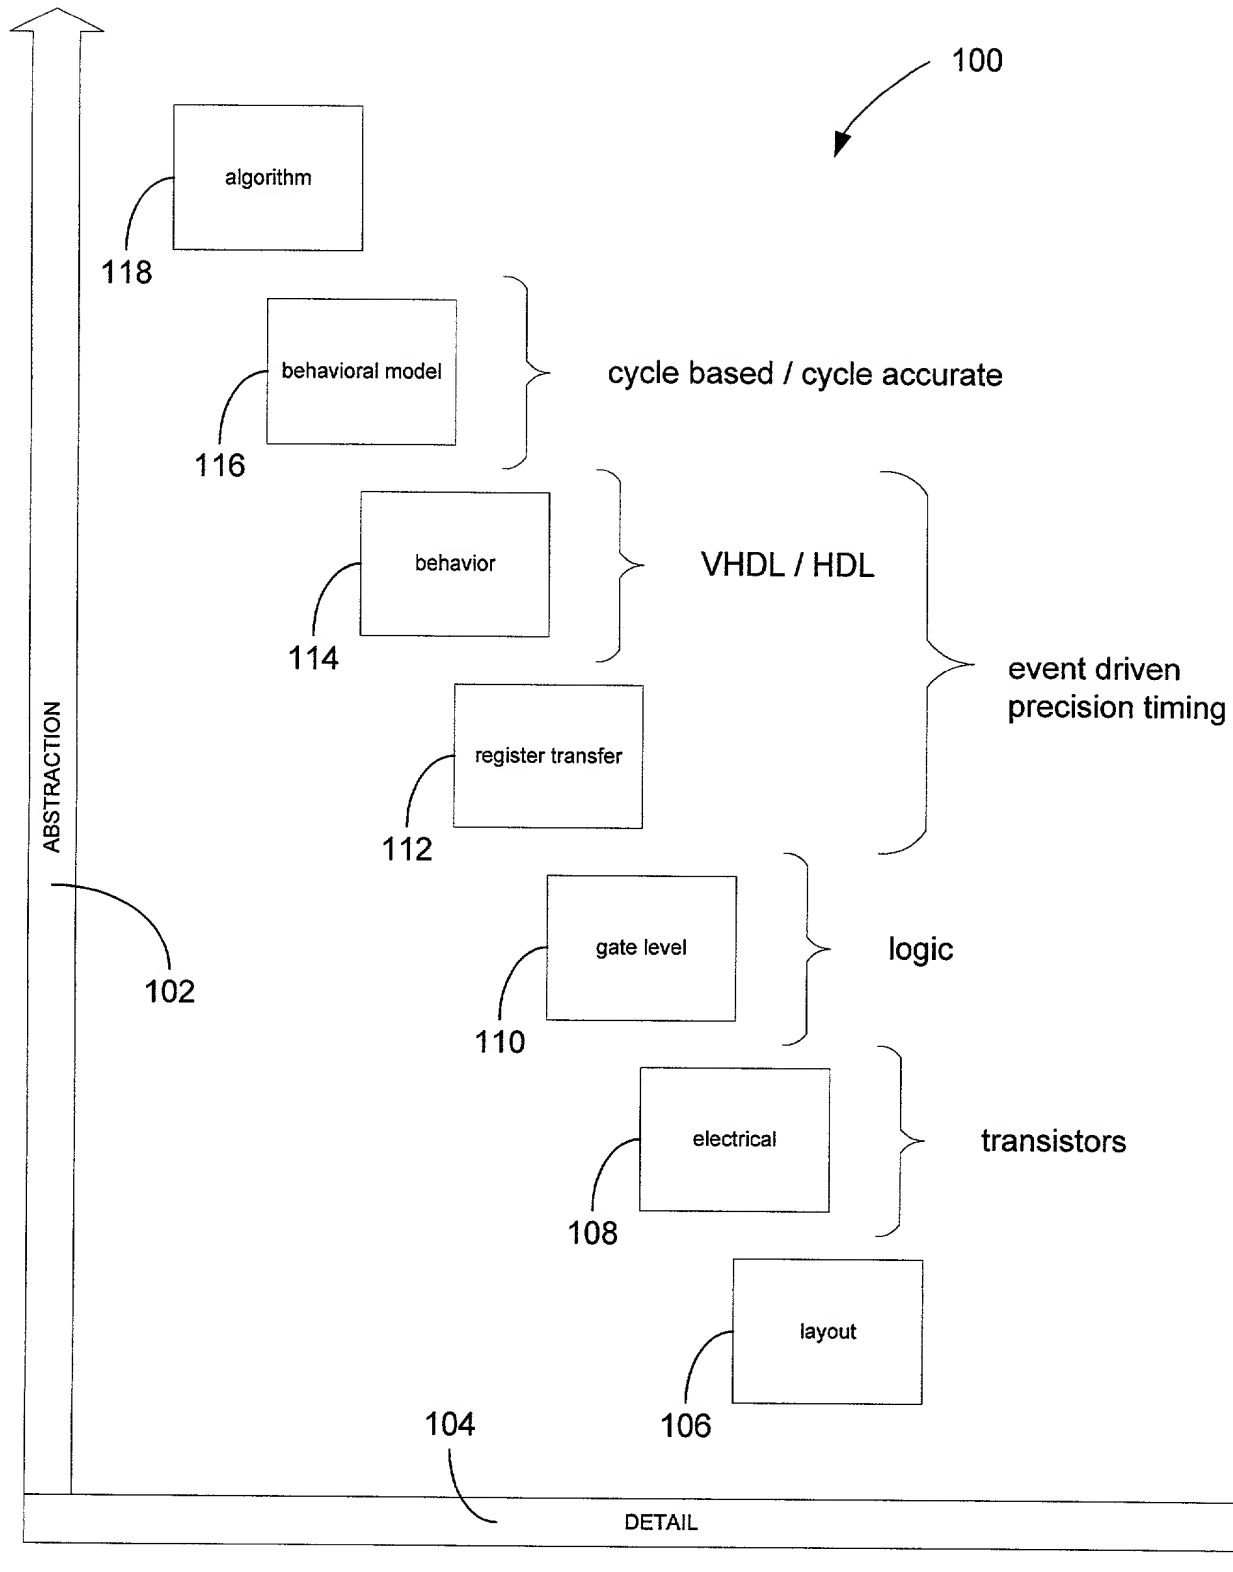 100
algorithm
118
behavioral model
cycle based / cycle accurate
116
behavior
VHDL / HDL
114
event driven
precision timing
register transfer
112
ABSTRACTION
gate level
logic
102
110
electrical
transistors
108
layout
106
104
DETAIL